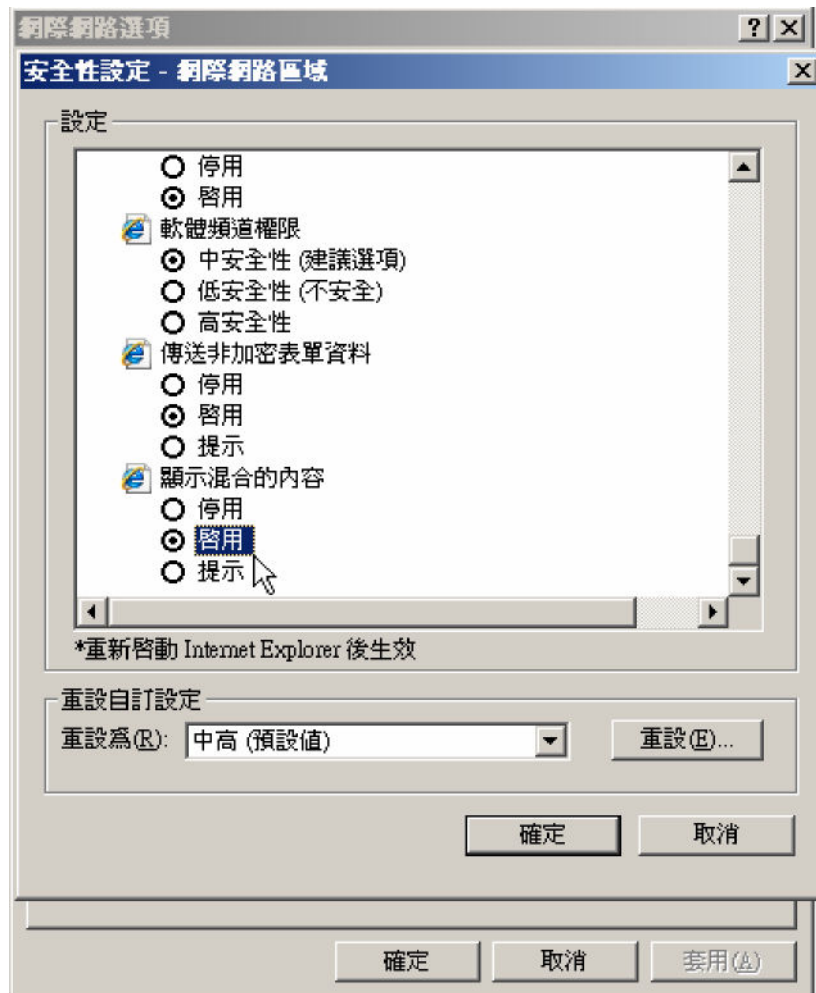 網際網路選項
安全性設定 - 網際網路區域
設定
停用
啟用
軟體頻道權限
中安全性 (建議選項)
低安全性 (不安全)
高安全性
傳送非加密表單資料
停用
啟用
提示
顯示混合的內容
停用
啟用
提示
*重新啟動 Internet Explorer 後生效
重設自訂設定
重設為(R): 中高 (預設值) 重設(E)...
確定 取消
確定 取消 套用(A)